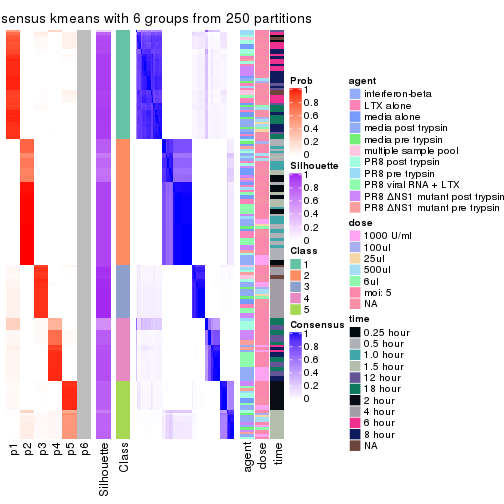 sensus kmeans with 6 groups from 250 partitions
Prob
1
0.8
0.6
0.4
0.2
0
Silhouette
1
0.8
0.6
0.4
0.2
0
Class
1
2
3
4
5
Consensus
1
0.8
0.6
0.4
0.2
0
agent
interferon-beta
LTX alone
media alone
media post trypsin
media pre trypsin
multiple sample pool
PR8 post trypsin
PR8 pre trypsin
PR8 viral RNA + LTX
PR8 ΔNS1 mutant post trypsin
PR8 ΔNS1 mutant pre trypsin
dose
1000 U/ml
100ul
25ul
500ul
6ul
moi: 5
NA
time
0.25 hour
0.5 hour
1.0 hour
1.5 hour
12 hour
18 hour
2 hour
4 hour
6 hour
8 hour
NA
p1
p2
p3
p4
p5
p6
Silhouette
Class
agent
dose
time